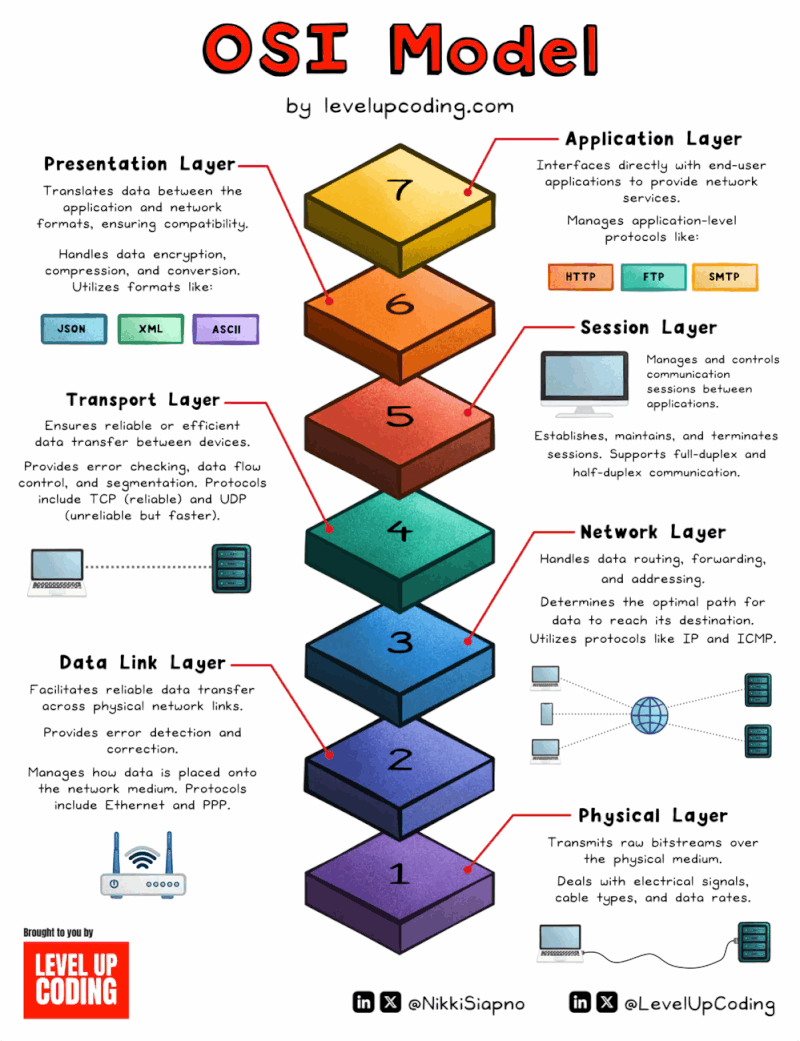 OSI Model
by levelupcoding.com
7
6
5
4
3
2
1
Application Layer
Interfaces directly with end-user
applications to provide network
services.
Manages application-level
protocols like:
HTTP
FTP
SMTP
Presentation Layer
Translates data between the
application and network
formats, ensuring compatibility.
Handles data encryption,
compression, and conversion.
Utilizes formats like:
JSON
XML
ASCII
Session Layer
Manages and controls
communication
sessions between
applications.
Establishes, maintains, and terminates
sessions. Supports full-duplex and
half-duplex communication.
Transport Layer
Ensures reliable or efficient
data transfer between devices.
Provides error checking, data flow
control, and segmentation. Protocols
include TCP (reliable) and UDP
(unreliable but faster).
Network Layer
Handles data routing, forwarding,
and addressing.
Determines the optimal path for
data to reach its destination.
Utilizes protocols like IP and ICMP.
Data Link Layer
Facilitates reliable data transfer
across physical network links.
Provides error detection and
correction.
Manages how data is placed onto
the network medium. Protocols
include Ethernet and PPP.
Physical Layer
Transmits raw bitstreams over
the physical medium.
Deals with electrical signals,
cable types, and data rates.
Brought to you by
LEVEL UP
CODING
in X @NikkiSiapno
in X @LevelUpCoding